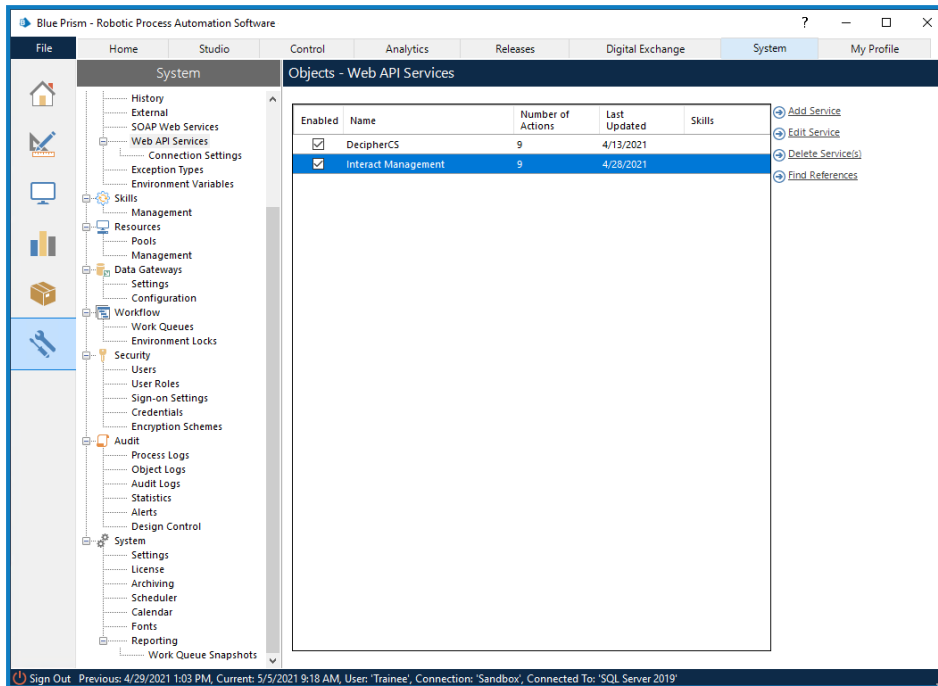 Blue Prism - Robotic Process Automation Software
File Home Studio Control Analytics Releases Digital Exchange System My Profile
System
Objects - Web API Services
History
External
SOAP Web Services
Web API Services
Connection Settings
Exception Types
Environment Variables
Skills
Management
Resources
Pools
Management
Data Gateways
Settings
Configuration
Workflow
Work Queues
Environment Locks
Security
Users
User Roles
Sign-on Settings
Credentials
Encryption Schemes
Audit
Process Logs
Object Logs
Audit Logs
Statistics
Alerts
Design Control
System
Settings
License
Archiving
Scheduler
Calendar
Fonts
Reporting
Work Queue Snapshots
Enabled Name Number of Actions Last Updated Skills
DecipherCS 9 4/13/2021
Interact Management 9 4/28/2021
Add Service
Edit Service
Delete Service(s)
Find References
Sign Out Previous: 4/29/2021 1:03 PM, Current: 5/5/2021 9:18 AM, User: 'Trainee', Connection: 'Sandbox', Connected To: 'SQL Server 2019'